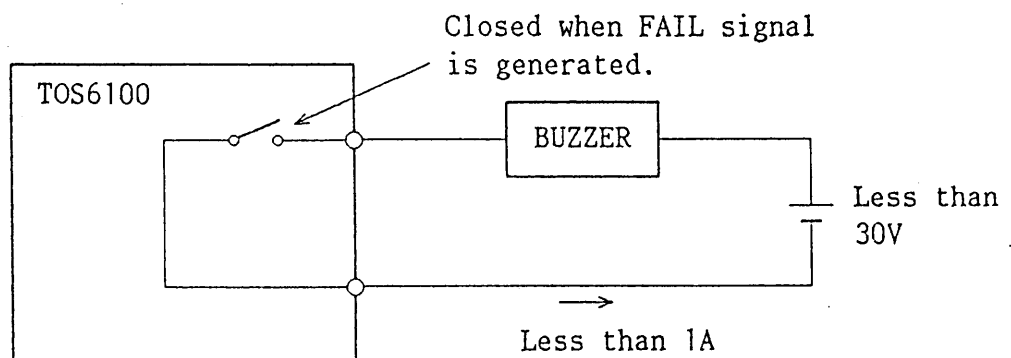 Closed when FAIL signal
is generated.
TOS6100
BUZZER
Less than
30V
Less than 1A